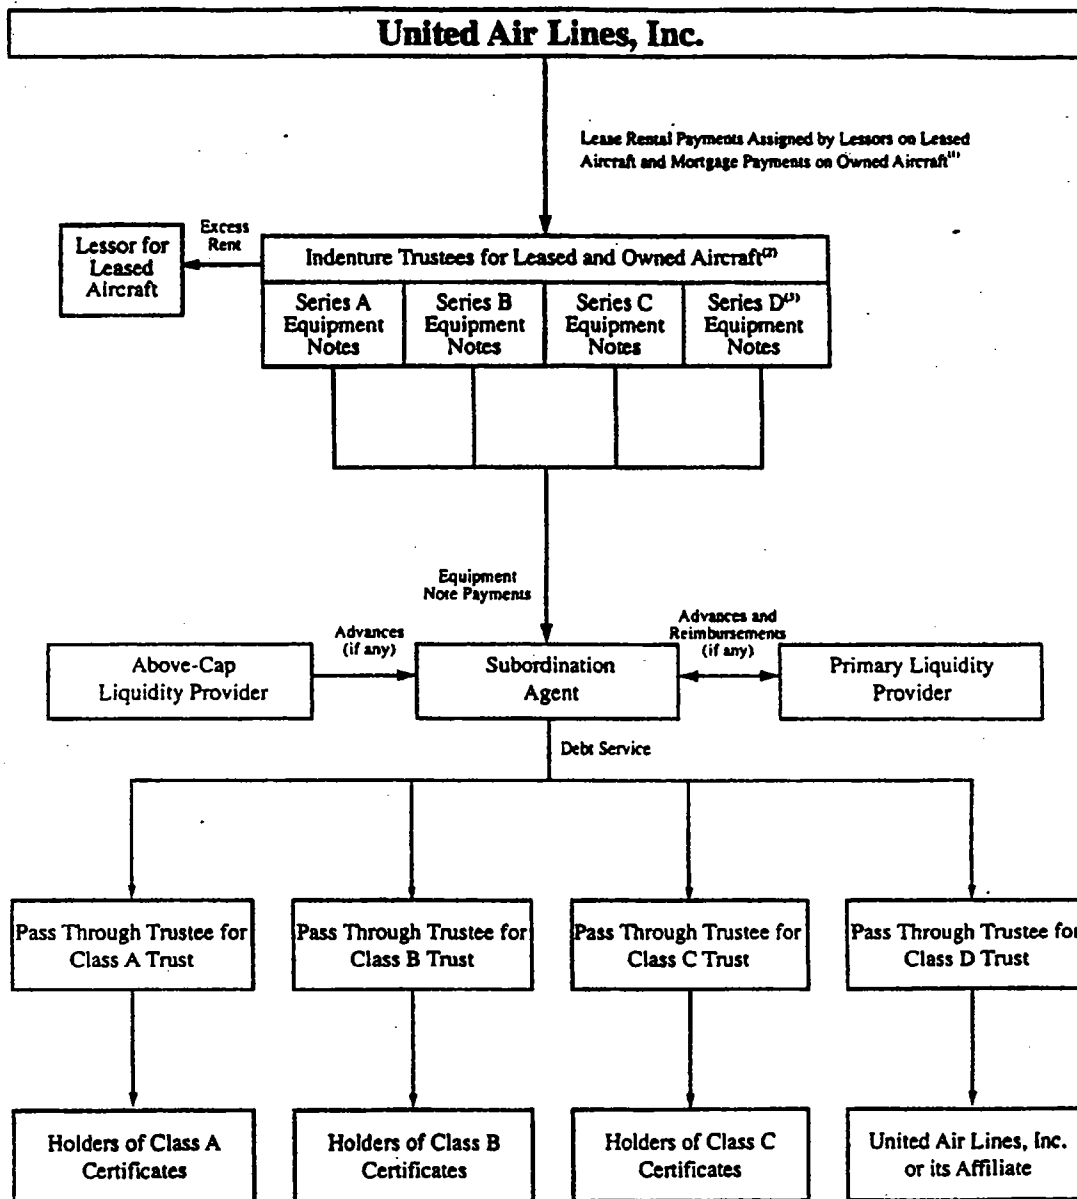 United Air Lines, Inc.
Lease Rental Payments Assigned by Lessors on Leased
Aircraft and Mortgage Payments on Owned Aircraft(1)
Excess
Rent
Lessor for
Leased
Aircraft
Indenture Trustees for Leased and Owned Aircraft(2)
Series A
Equipment
Notes
Series B
Equipment
Notes
Series C
Equipment
Notes
Series D(3)
Equipment
Notes
Equipment
Note Payments
Above-Cap
Liquidity Provider
Advances
(if any)
Subordination
Agent
Advances and
Reimbursements
(if any)
Primary Liquidity
Provider
Debt Service
Pass Through Trustee for
Class A Trust
Pass Through Trustee for
Class B Trust
Pass Through Trustee for
Class C Trust
Pass Through Trustee for
Class D Trust
Holders of Class A
Certificates
Holders of Class B
Certificates
Holders of Class C
Certificates
United Air Lines, Inc.
or its Affiliate